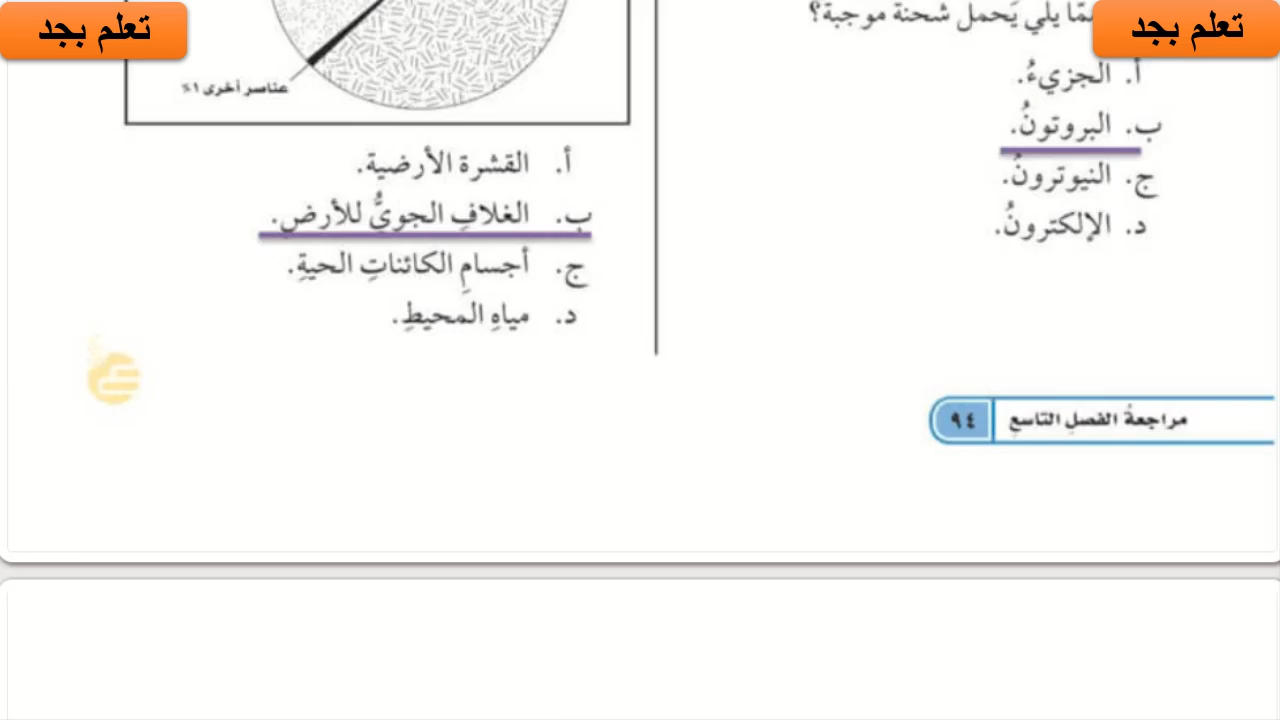 تعلم بجد
تعلم بجد
ممّا يلي يَحمل شحنة موجبة؟
أ. الجزيءُ.
ب. البروتونُ.
ج. النيوترونُ.
د. الإلكترونُ.
عناصر أخرى ١٪
أ. القشرة الأرضية.
ب. الغلافِ الجويُّ للأرضِ.
ج. أجسامِ الكائناتِ الحيةِ.
د. مياهِ المحيطِ.
مراجعةُ الفصلِ التاسعِ ٩٤